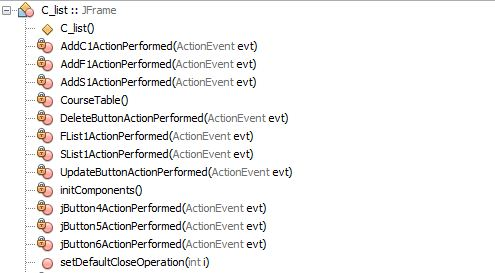 C_list :: JFrame
C_list()
AddC1ActionPerformed(ActionEvent evt)
AddF1ActionPerformed(ActionEvent evt)
AddS1ActionPerformed(ActionEvent evt)
CourseTable()
DeleteButtonActionPerformed(ActionEvent evt)
FList1ActionPerformed(ActionEvent evt)
SList1ActionPerformed(ActionEvent evt)
UpdateButtonActionPerformed(ActionEvent evt)
initComponents()
jButton4ActionPerformed(ActionEvent evt)
jButton5ActionPerformed(ActionEvent evt)
jButton6ActionPerformed(ActionEvent evt)
setDefaultCloseOperation(int i)